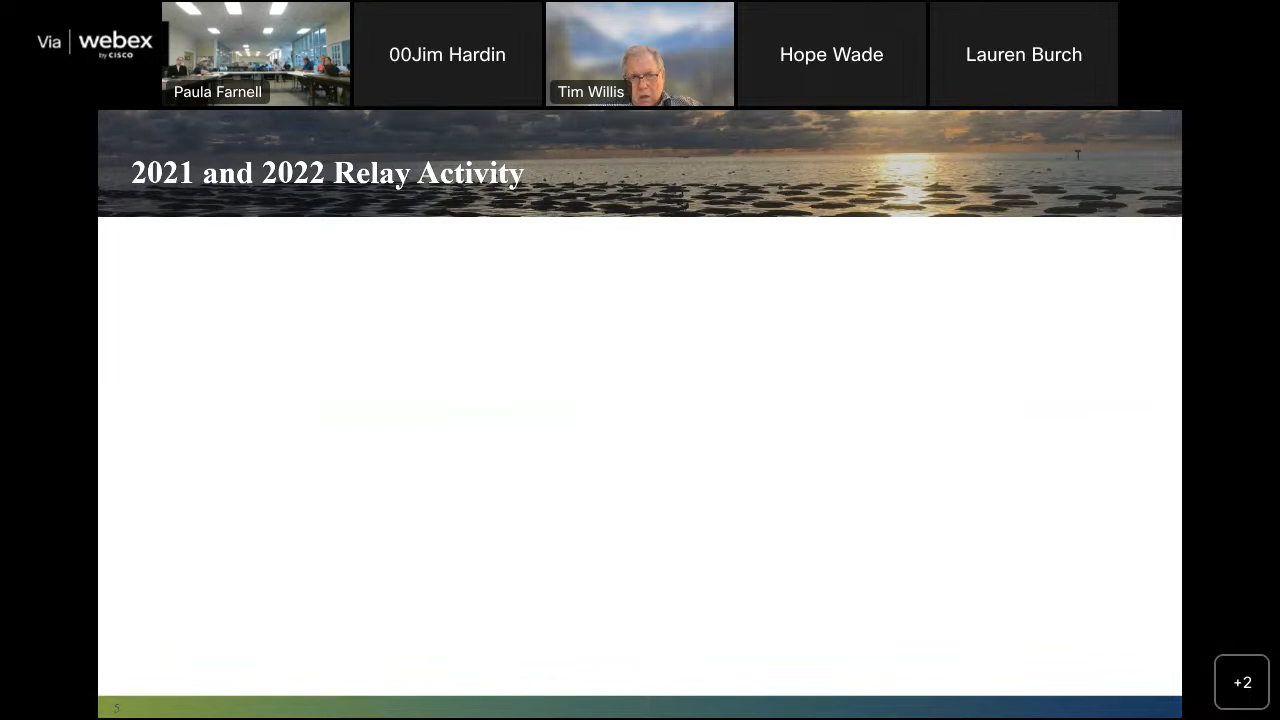 Via webex
by CISCO
Paula Farnell
00Jim Hardin
Tim Willis
Hope Wade
Lauren Burch
2021 and 2022 Relay Activity
5
+2